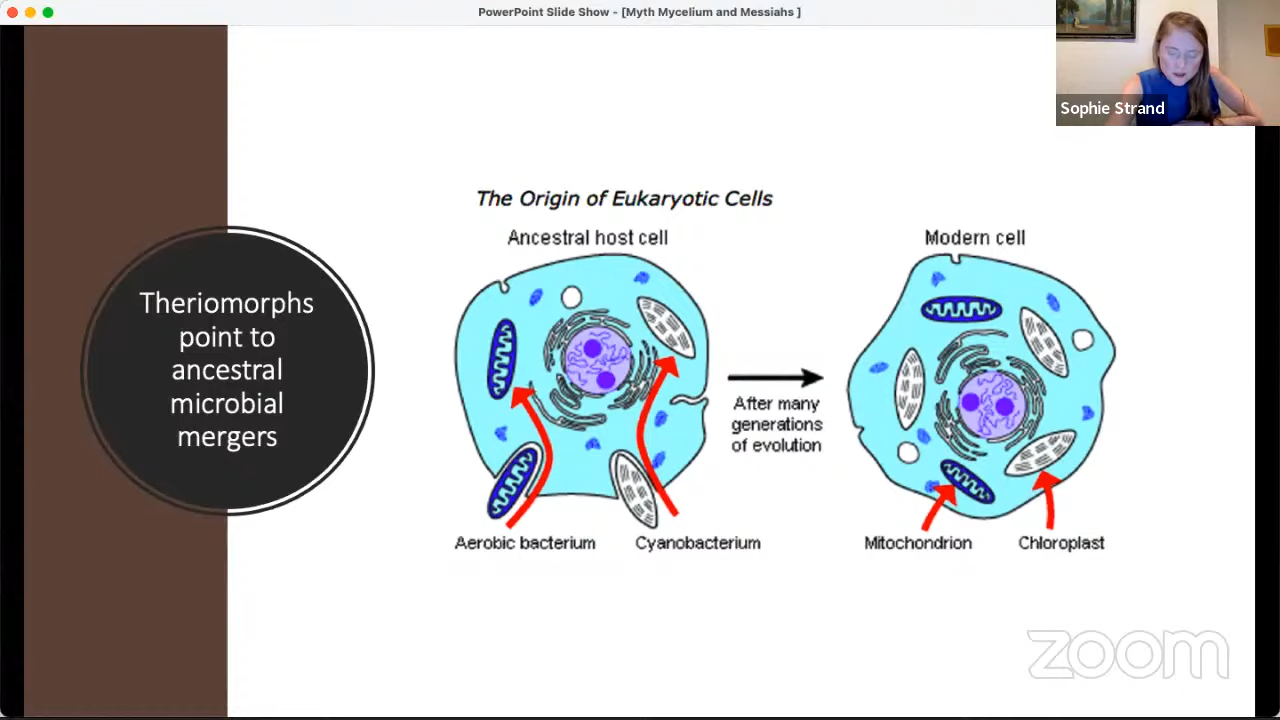 PowerPoint Slide Show - [Myth Mycelium and Messiahs ]
Sophie Strand
The Origin of Eukaryotic Cells
Ancestral host cell
Modern cell
Theriomorphs
point to
ancestral
microbial
mergers
After many
generations
of evolution
Aerobic bacterium
Cyanobacterium
Mitochondrion
Chloroplast
zoom